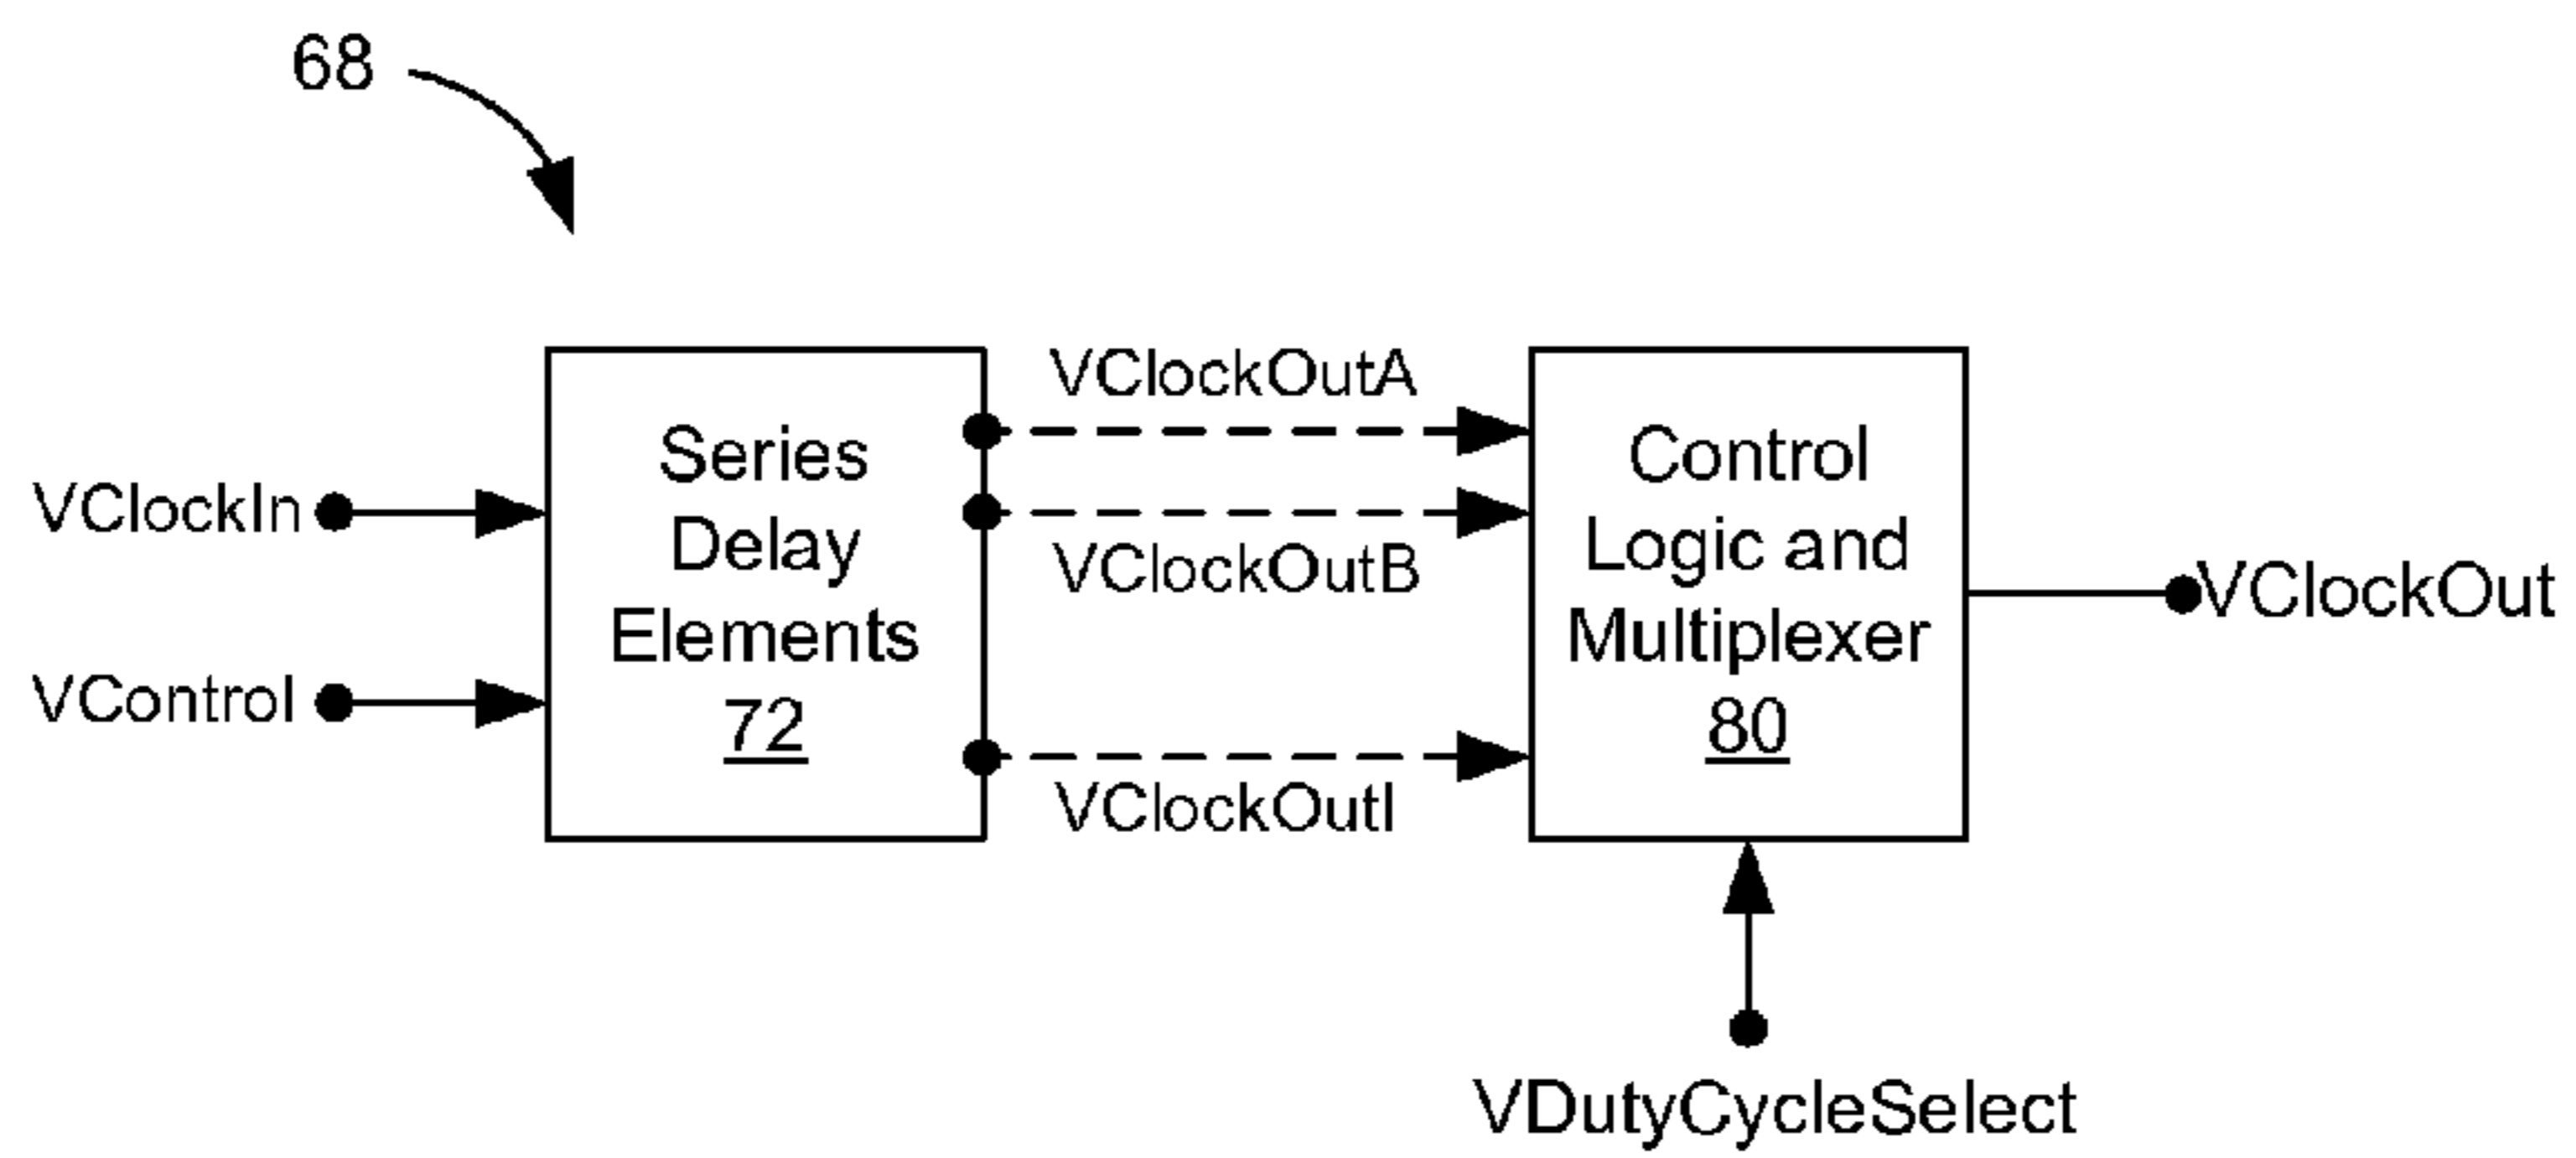 68
VClockIn
VControl
Series
Delay
Elements
72
VClockOutA
VClockOutB
VClockOutI
Control
Logic and
Multiplexer
80
VClockOut
VDutyCycleSelect